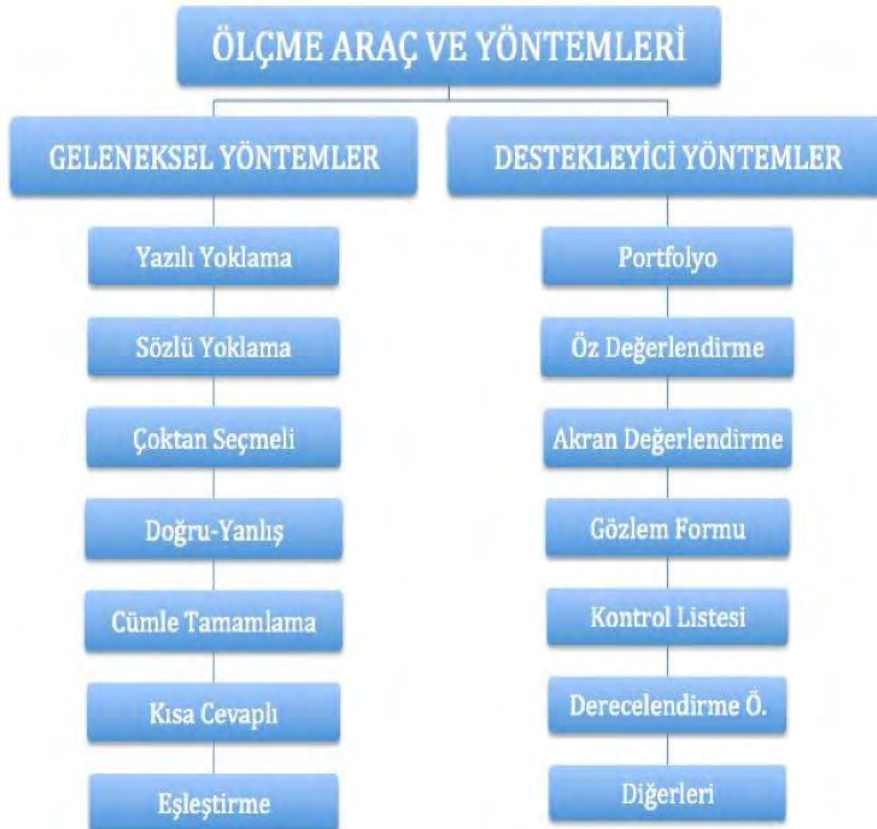 ÖLÇME ARAÇ VE YÖNTEMLERİ
GELENEKSEL YÖNTEMLER
Yazılı Yoklama
Sözlü Yoklama
Çoktan Seçmeli
Doğru-Yanlış
Cümle Tamamlama
Kısa Cevaplı
Eşleştirme
DESTEKLEYİCİ YÖNTEMLER
Portfolyo
Öz Değerlendirme
Akran Değerlendirme
Gözlem Formu
Kontrol Listesi
Derecelendirme Ö.
Diğerleri